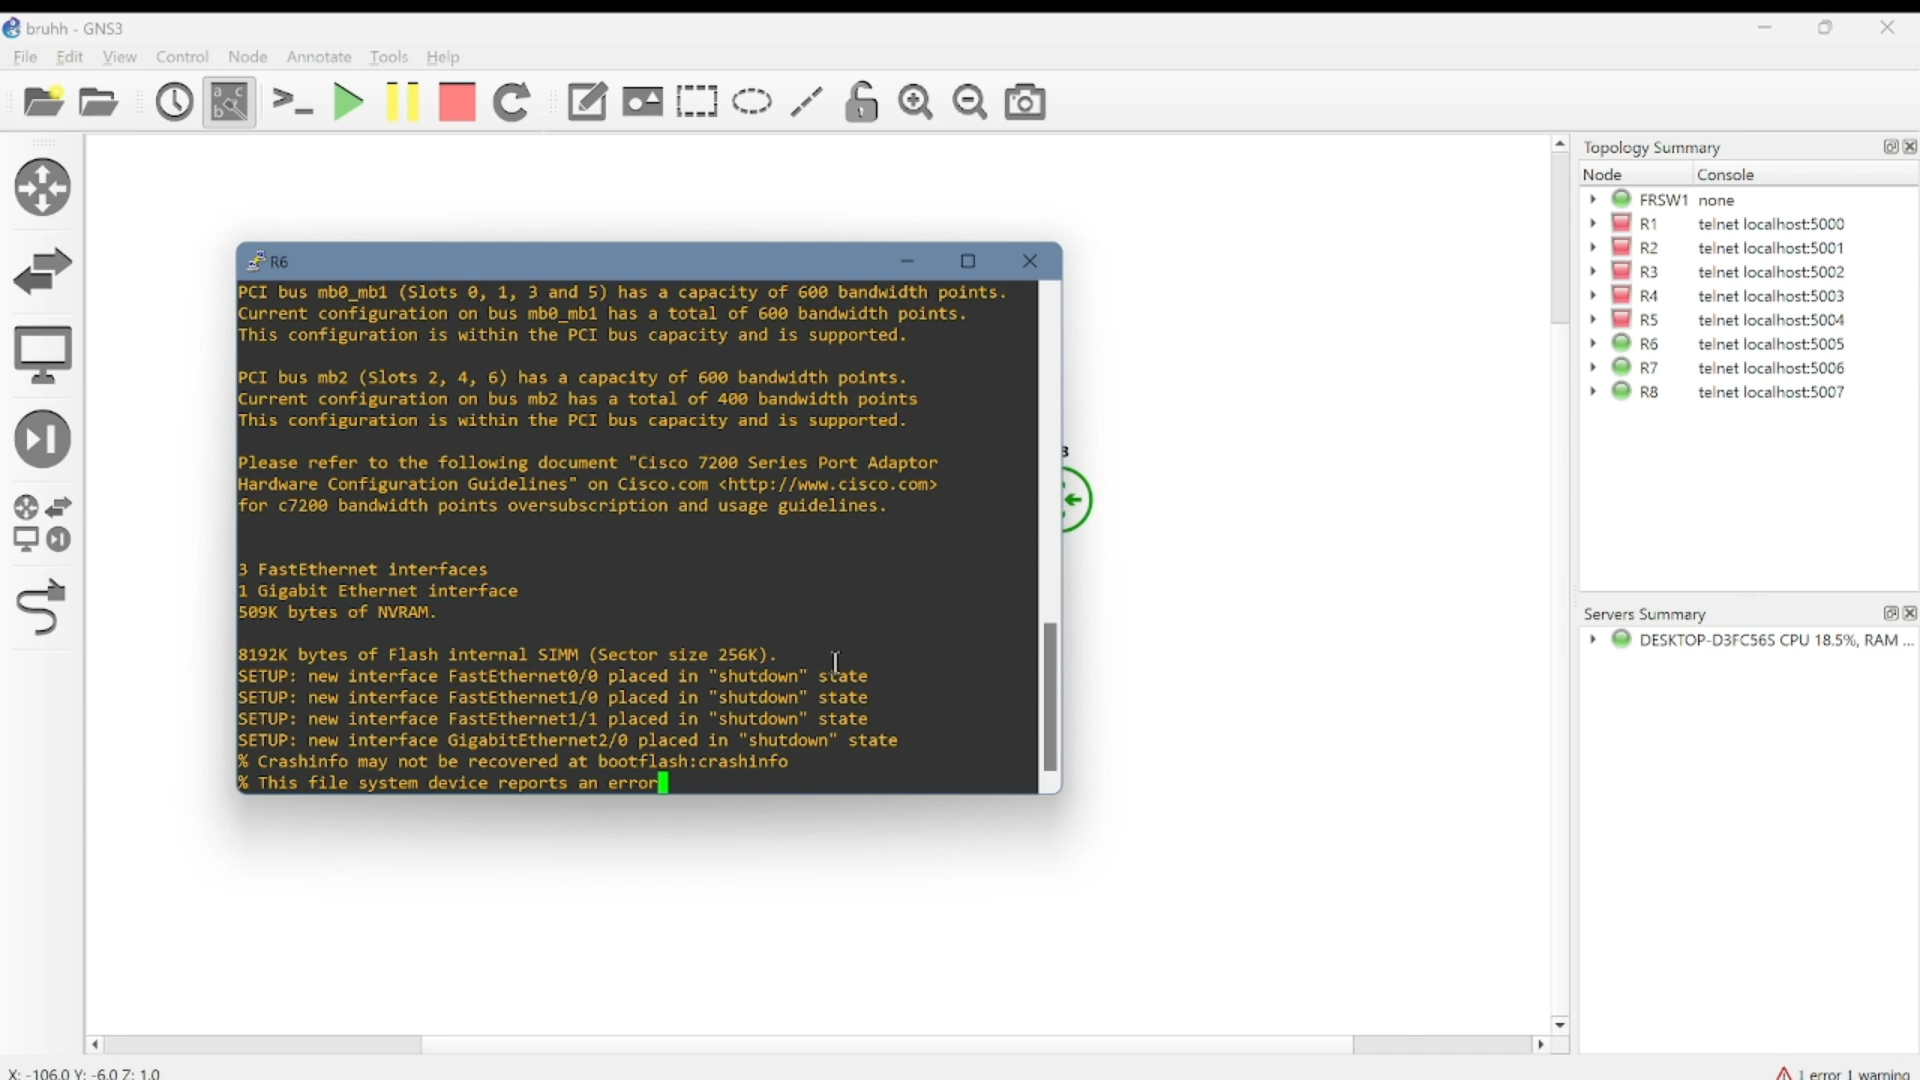 bruhh - GNS3
File Edit View Control Node Annotate Tools Help
Topology Summary
Node Console
FRSW1 none
R1 telnet localhost:5000
R2 telnet localhost:5001
R3 telnet localhost:5002
R4 telnet localhost:5003
R5 telnet localhost:5004
R6 telnet localhost:5005
R7 telnet localhost:5006
R8 telnet localhost:5007
R6
PCI bus mb0_mb1 (Slots 0, 1, 3 and 5) has a capacity of 600 bandwidth points.
Current configuration on bus mb0_mb1 has a total of 600 bandwidth points.
This configuration is within the PCI bus capacity and is supported.
PCI bus mb2 (Slots 2, 4, 6) has a capacity of 600 bandwidth points.
Current configuration on bus mb2 has a total of 400 bandwidth points
This configuration is within the PCI bus capacity and is supported.
Please refer to the following document "Cisco 7200 Series Port Adaptor
Hardware Configuration Guidelines" on Cisco.com <http://www.cisco.com>
for c7200 bandwidth points oversubscription and usage guidelines.
3 FastEthernet interfaces
1 Gigabit Ethernet interface
509K bytes of NVRAM.
8192K bytes of Flash internal SIMM (Sector size 256K).
SETUP: new interface FastEthernet0/0 placed in "shutdown" state
SETUP: new interface FastEthernet1/0 placed in "shutdown" state
SETUP: new interface FastEthernet1/1 placed in "shutdown" state
SETUP: new interface GigabitEthernet2/0 placed in "shutdown" state
% Crashinfo may not be recovered at bootflash:crashinfo
% This file system device reports an error
Servers Summary
DESKTOP-D3FC56S CPU 18.5%, RAM ...
X: -106.0 Y: -6.0 Z: 1.0
1 error 1 warning